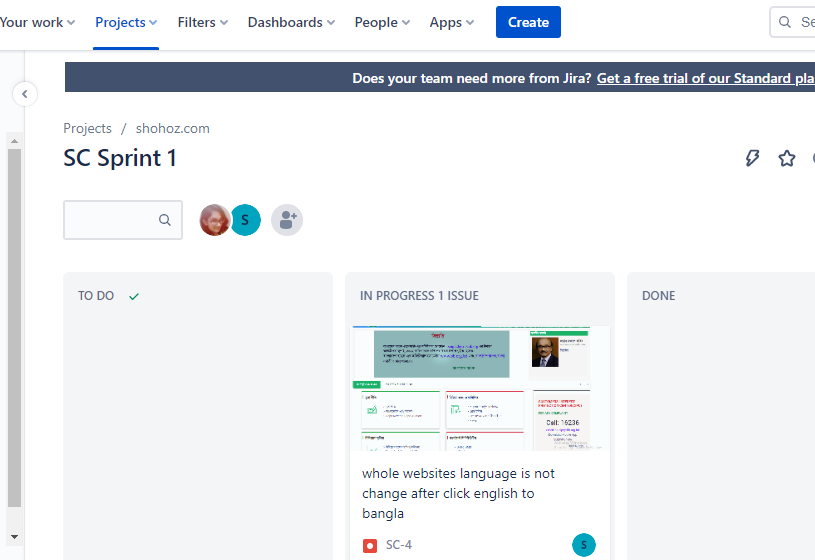 Your work
Projects
Filters
Dashboards
People
Apps
Create
Does your team need more from Jira? Get a free trial of our Standard pla
Projects / shohoz.com
SC Sprint 1
S
TO DO
IN PROGRESS 1 ISSUE
DONE
Call: 16236
whole websites language is not
change after click english to
bangla
SC-4
S